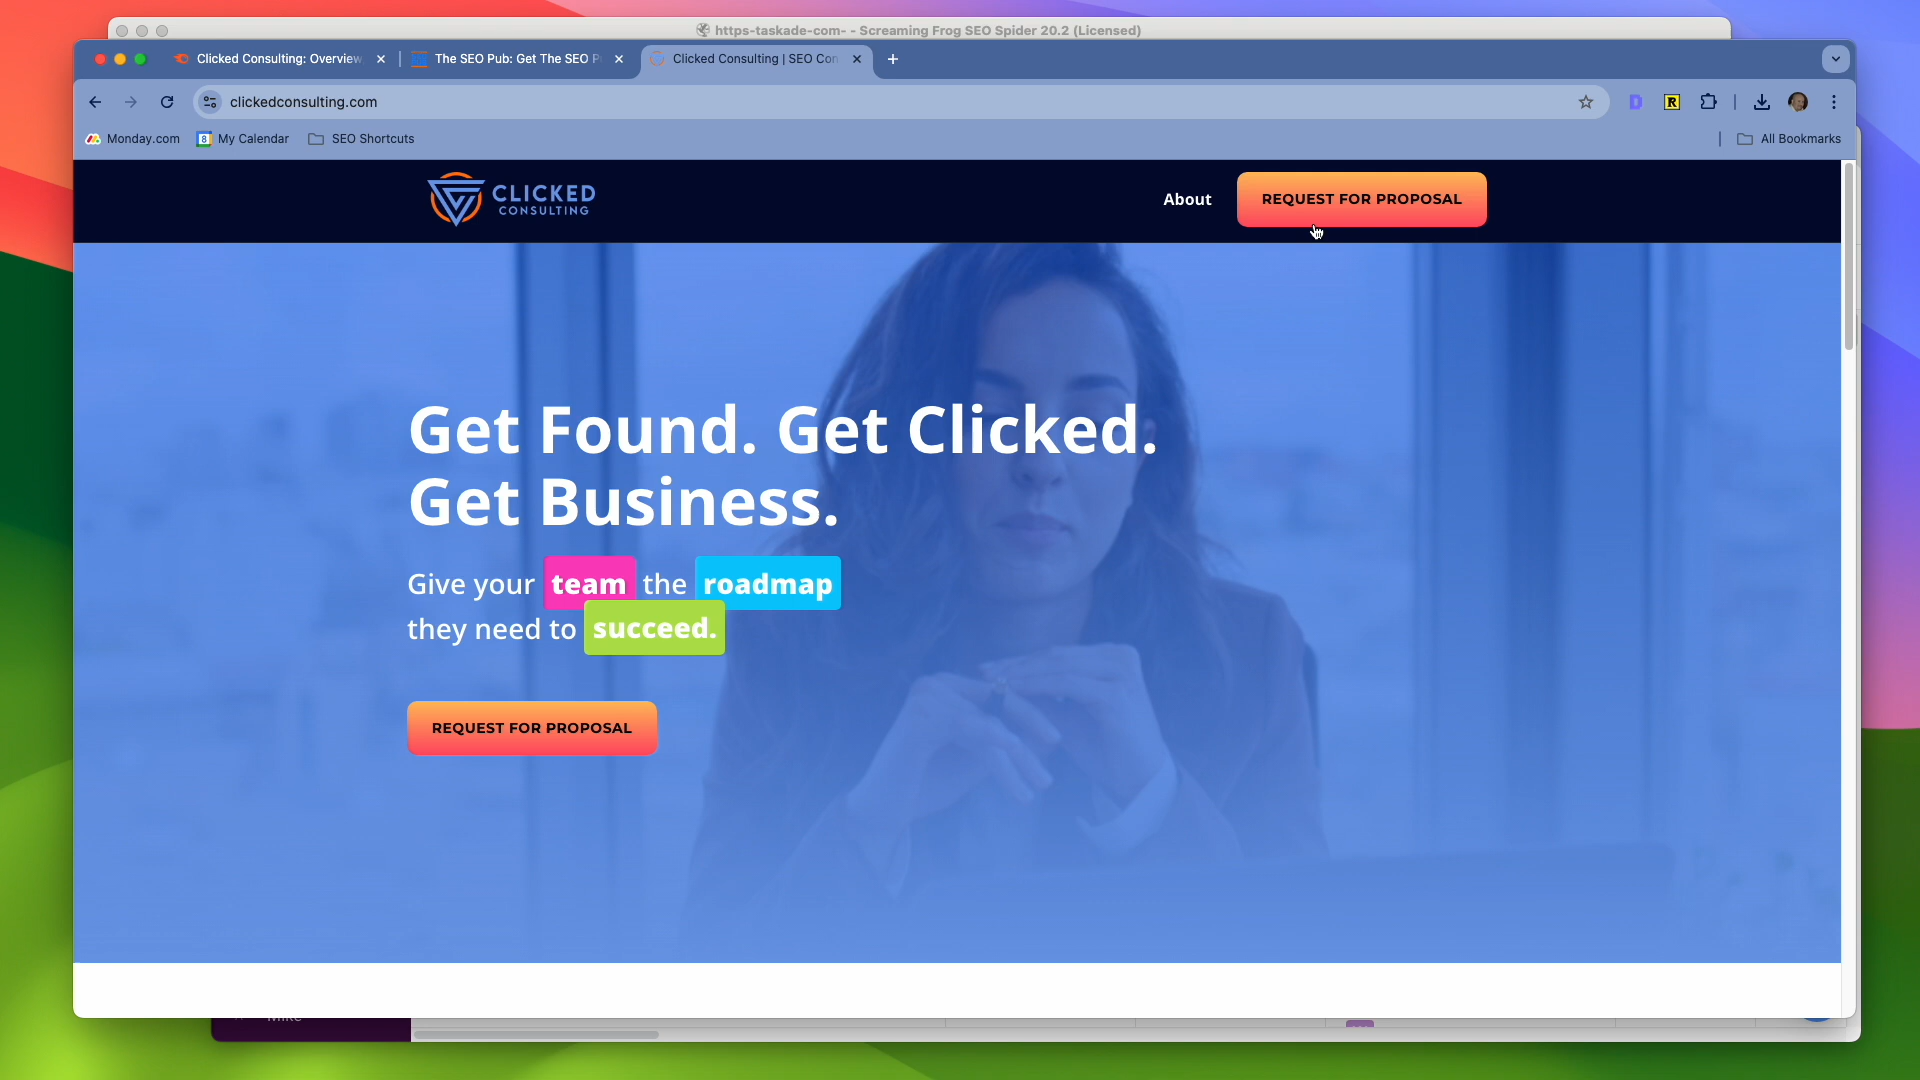 https-taskade-com- - Screaming Frog SEO Spider 20.2 (Licensed)
Clicked Consulting: Overview
The SEO Pub: Get The SEO P
Clicked Consulting | SEO Con
clickedconsulting.com
Monday.com
My Calendar
SEO Shortcuts
All Bookmarks
CLICKED
CONSULTING
About
REQUEST FOR PROPOSAL
Get Found. Get Clicked.
Get Business.
Give your team the roadmap
they need to succeed.
REQUEST FOR PROPOSAL